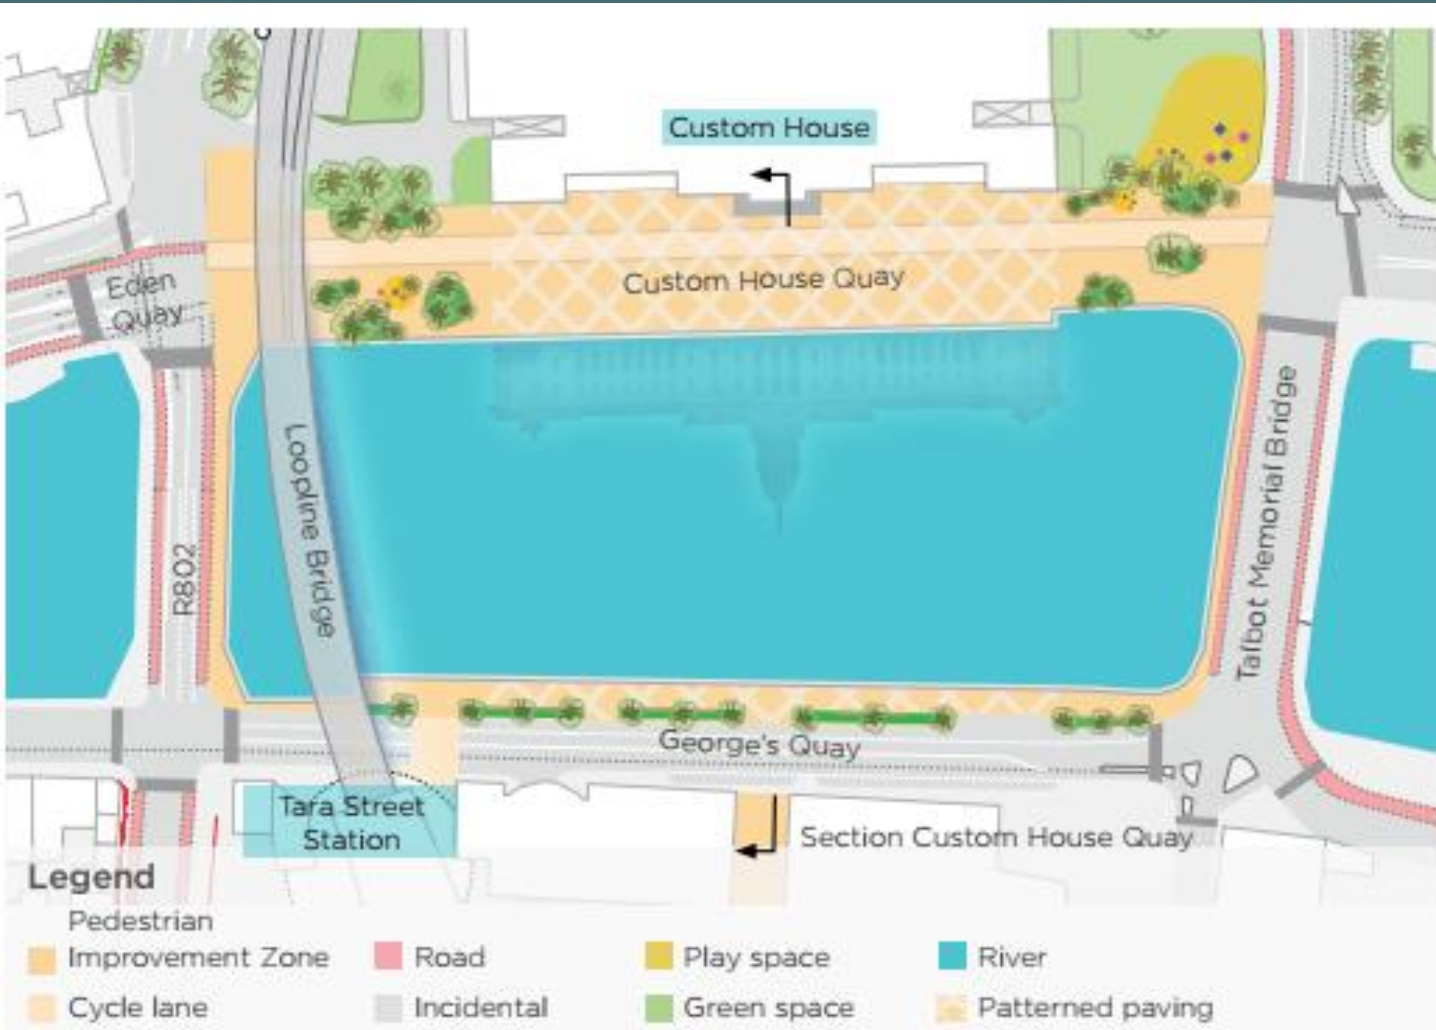 Custom House
Custom House Quay
Eden
Quay
Loopline Bridge
R802
Talbot Memorial Bridge
George's Quay
Tara Street
Station
Section Custom House Quay
Legend
Pedestrian
Improvement Zone
Road
Play space
River
Cycle lane
Incidental
Green space
Patterned paving